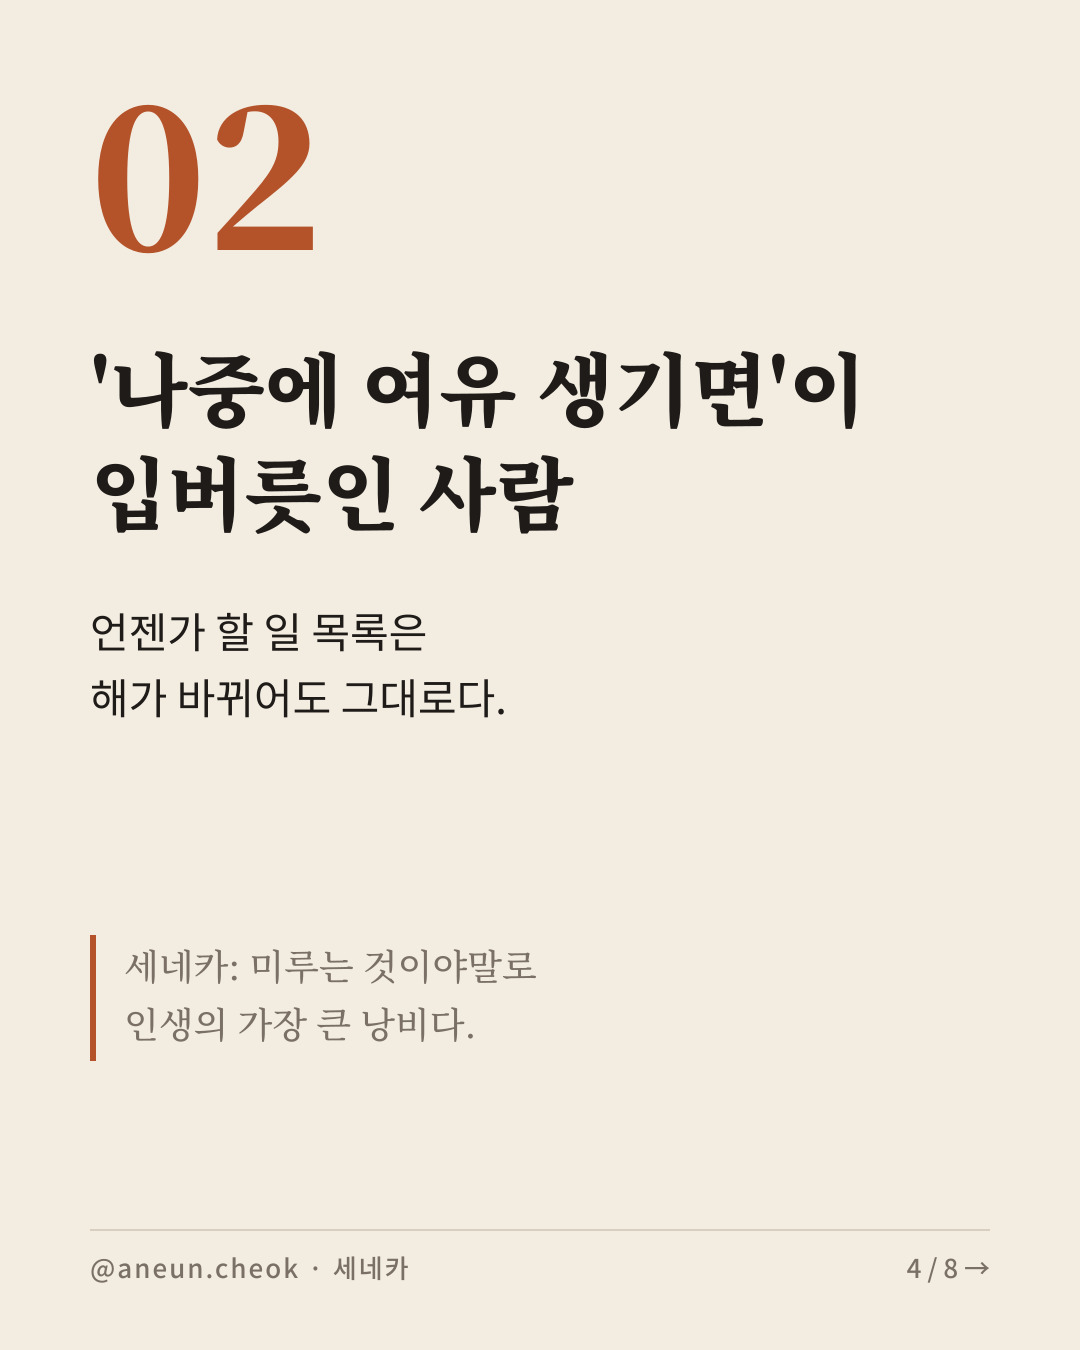 02
'나중에 여유 생기면'이
입버릇인 사람
언젠가 할 일 목록은
해가 바뀌어도 그대로다.
세네카: 미루는 것이야말로
인생의 가장 큰 낭비다.
@aneun.cheok · 세네카
4 / 8 →